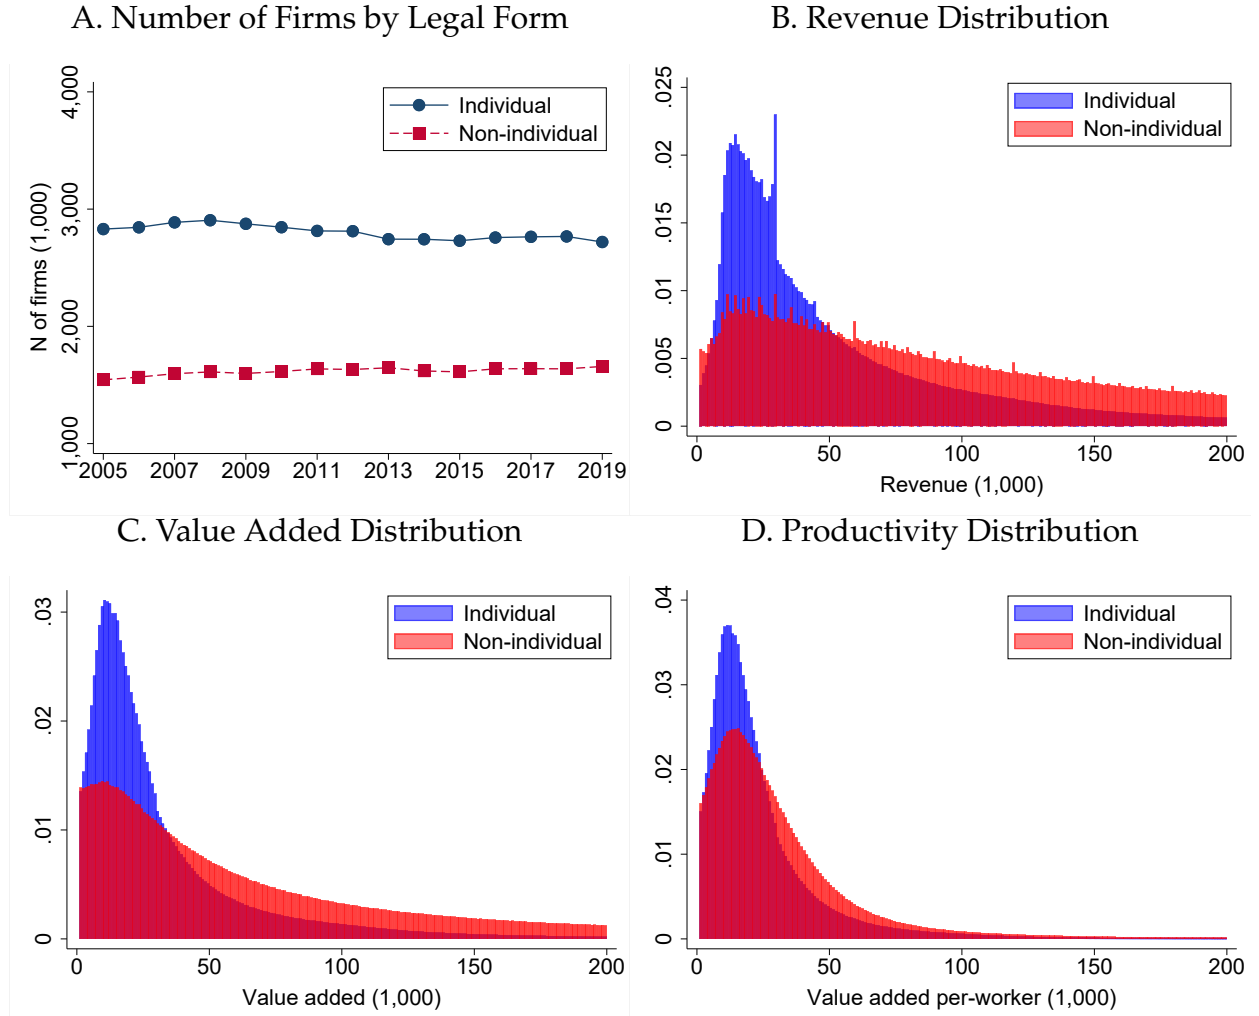 A. Number of Firms by Legal Form
N of firms (1,000)
4,000
3,000
2,000
1,000
Individual
Non-individual
2005 2007 2009 2011 2013 2015 2017 2019
B. Revenue Distribution
.025
.02
.015
.01
.005
0
Individual
Non-individual
0 50 100 150 200
Revenue (1,000)
C. Value Added Distribution
.03
.02
.01
0
Individual
Non-individual
0 50 100 150 200
Value added (1,000)
D. Productivity Distribution
.04
.03
.02
.01
0
Individual
Non-individual
0 50 100 150 200
Value added per-worker (1,000)